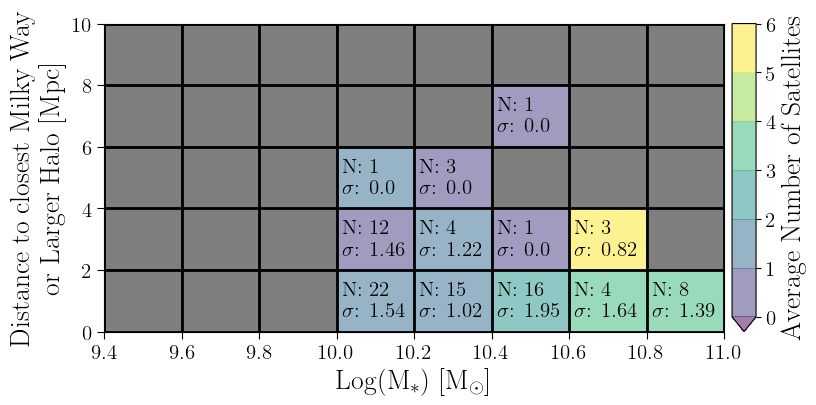 Distance to closest Milky Way
or Larger Halo [Mpc]
10
8
6
4
2
0
N: 1
σ: 0.0
N: 1
σ: 0.0
N: 3
σ: 0.0
N: 12
σ: 1.46
N: 4
σ: 1.22
N: 1
σ: 0.0
N: 3
σ: 0.82
N: 22
σ: 1.54
N: 15
σ: 1.02
N: 16
σ: 1.95
N: 4
σ: 1.64
N: 8
σ: 1.39
9.4 9.6 9.8 10.0 10.2 10.4 10.6 10.8 11.0
Log(M*) [M⊙]
6
5
4
3
2
1
0
Average Number of Satellites